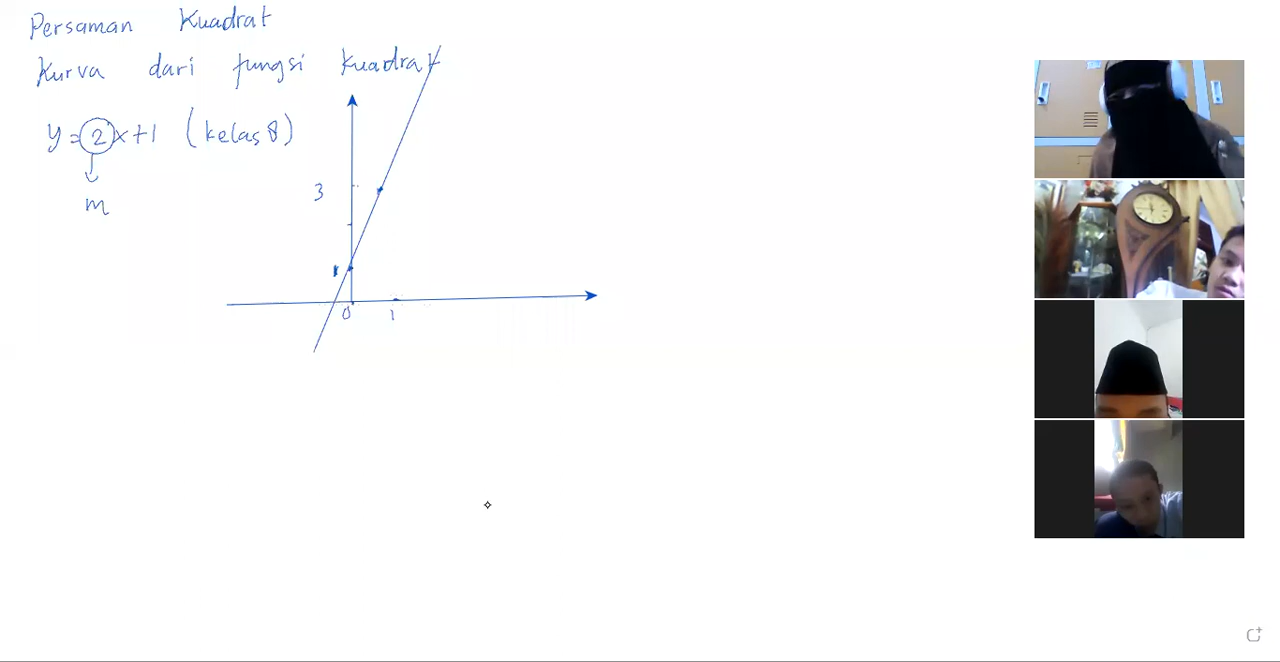 Persaman Kuadrat
Kurva dari fungsi Kuadrat
y=2x+1 (kelas 8)
m
3
1
0 1